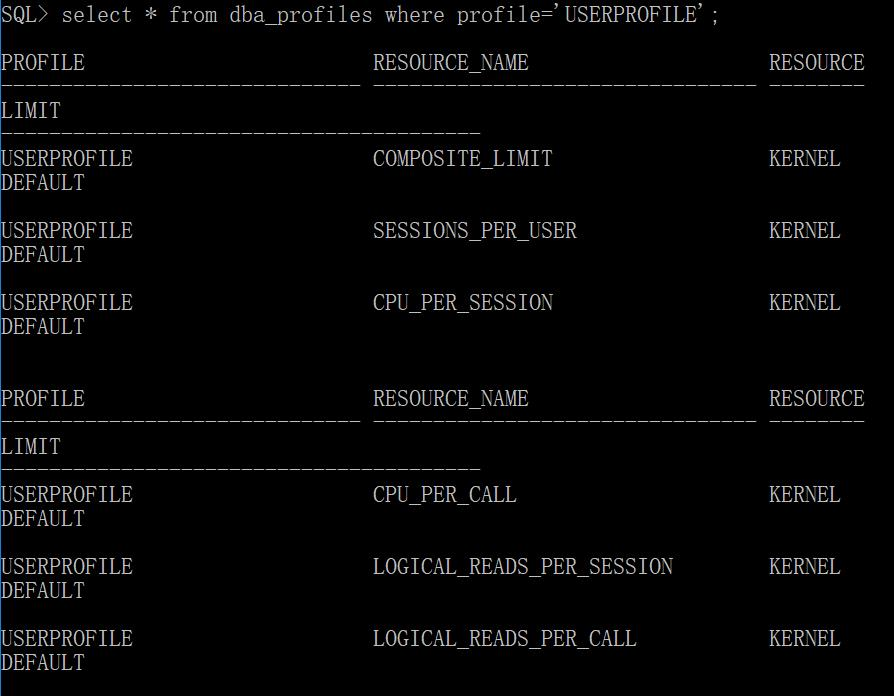 SQL> select * from dba_profiles where profile='USERPROFILE';
PROFILE RESOURCE_NAME RESOURCE
------------------------------ -------------------------------- --------
LIMIT
----------------------------------------
USERPROFILE COMPOSITE_LIMIT KERNEL
DEFAULT
USERPROFILE SESSIONS_PER_USER KERNEL
DEFAULT
USERPROFILE CPU_PER_SESSION KERNEL
DEFAULT
PROFILE RESOURCE_NAME RESOURCE
------------------------------ -------------------------------- --------
LIMIT
----------------------------------------
USERPROFILE CPU_PER_CALL KERNEL
DEFAULT
USERPROFILE LOGICAL_READS_PER_SESSION KERNEL
DEFAULT
USERPROFILE LOGICAL_READS_PER_CALL KERNEL
DEFAULT